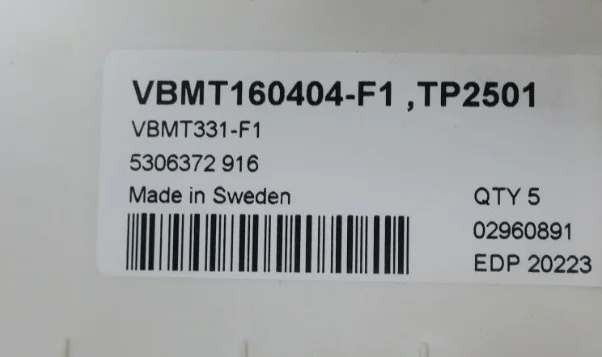 VBMT160404-F1 ,TP2501
VBMT331-F1
5306372 916
Made in Sweden
QTY 5
02960891
EDP 20223